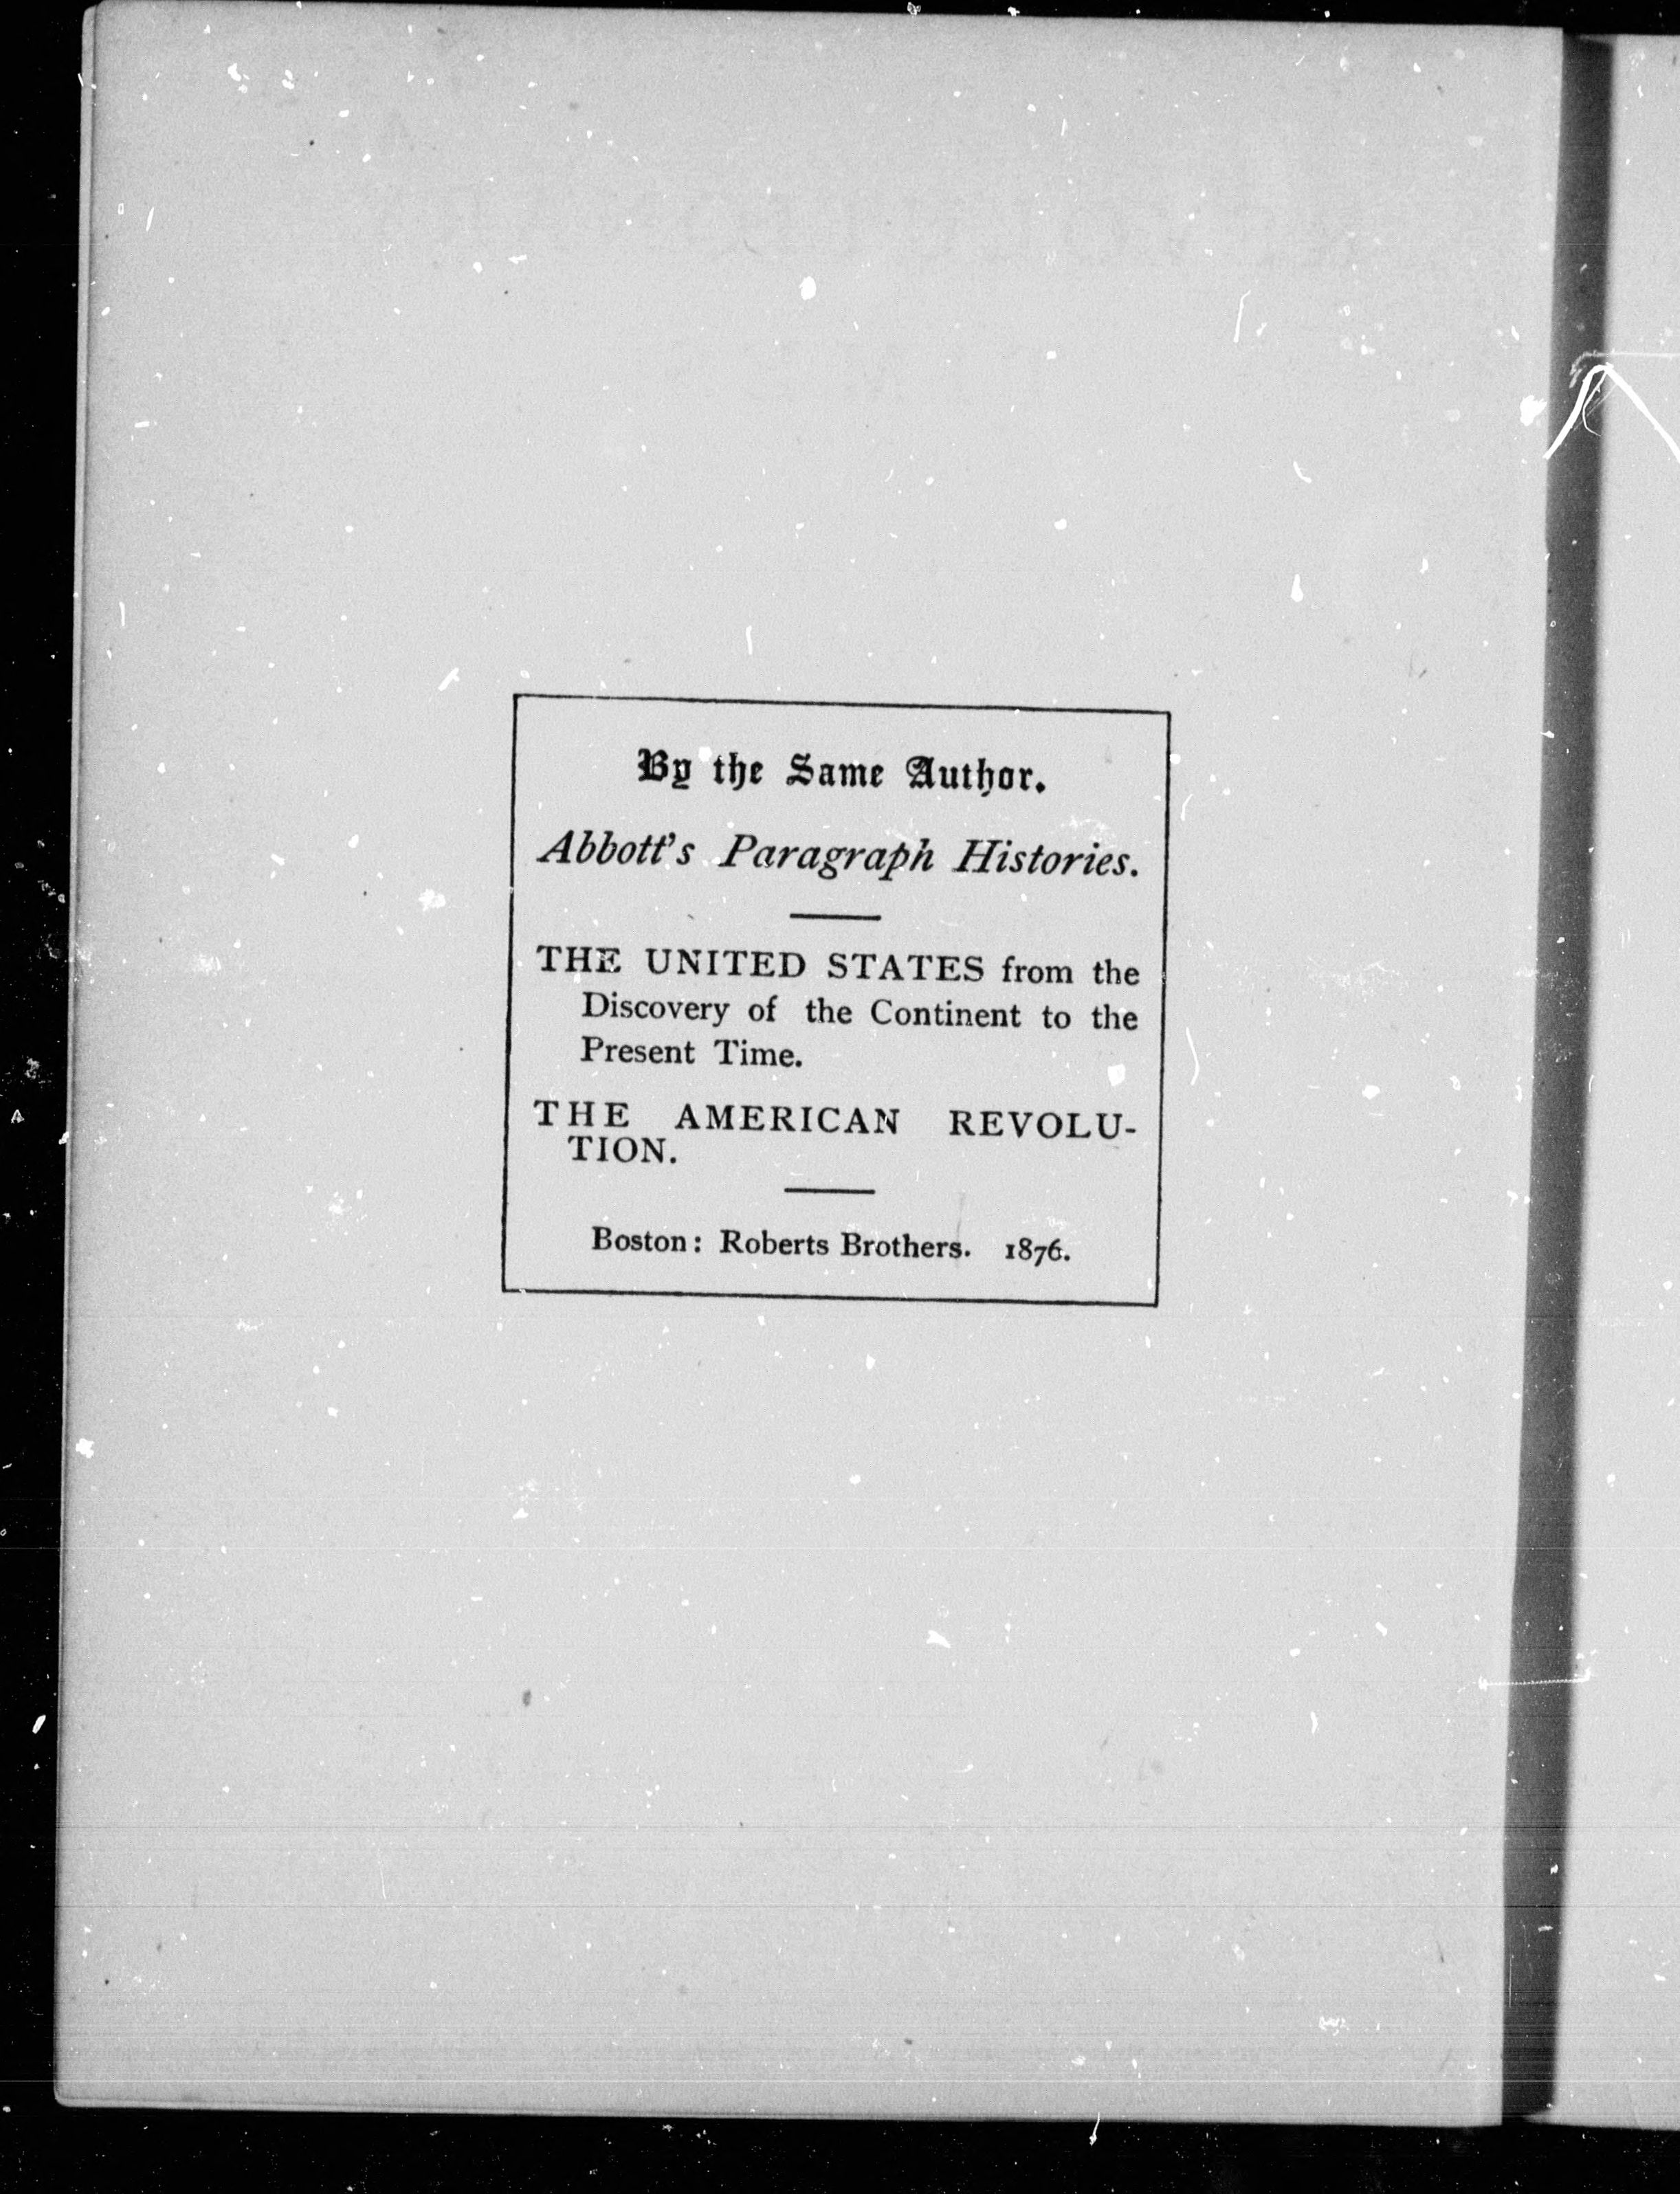 By the Same Author.
Abbott's Paragraph Histories.
THE UNITED STATES from the
Discovery of the Continent to the
Present Time.
THE AMERICAN REVOLU-
TION.
Boston: Roberts Brothers. 1876.